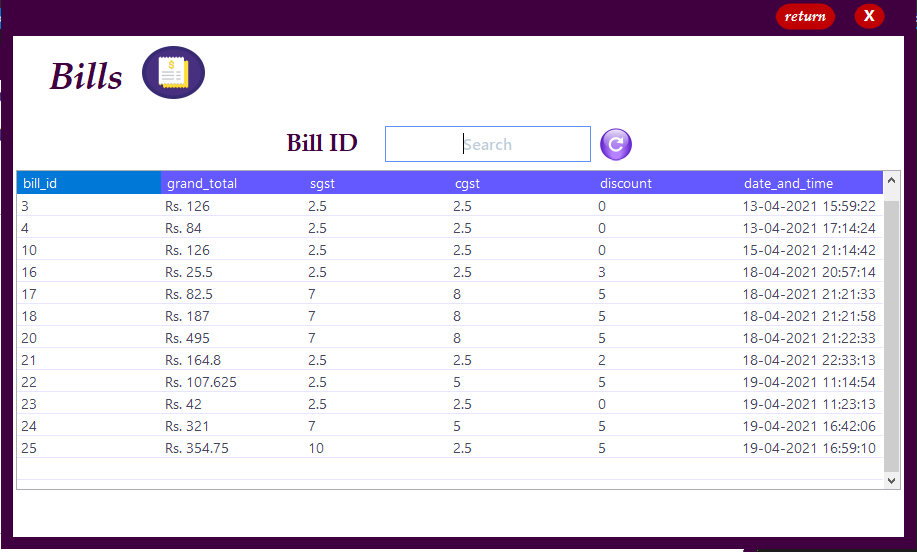 return X
Bills
Bill ID Search
bill_id grand_total sgst cgst discount date_and_time
3 Rs. 126 2.5 2.5 0 13-04-2021 15:59:22
4 Rs. 84 2.5 2.5 0 13-04-2021 17:14:24
10 Rs. 126 2.5 2.5 0 15-04-2021 21:14:42
16 Rs. 25.5 2.5 2.5 3 18-04-2021 20:57:14
17 Rs. 82.5 7 8 5 18-04-2021 21:21:33
18 Rs. 187 7 8 5 18-04-2021 21:21:58
20 Rs. 495 7 8 5 18-04-2021 21:22:33
21 Rs. 164.8 2.5 2.5 2 18-04-2021 22:33:13
22 Rs. 107.625 2.5 5 5 19-04-2021 11:14:54
23 Rs. 42 2.5 2.5 0 19-04-2021 11:23:13
24 Rs. 321 7 5 5 19-04-2021 16:42:06
25 Rs. 354.75 10 2.5 5 19-04-2021 16:59:10